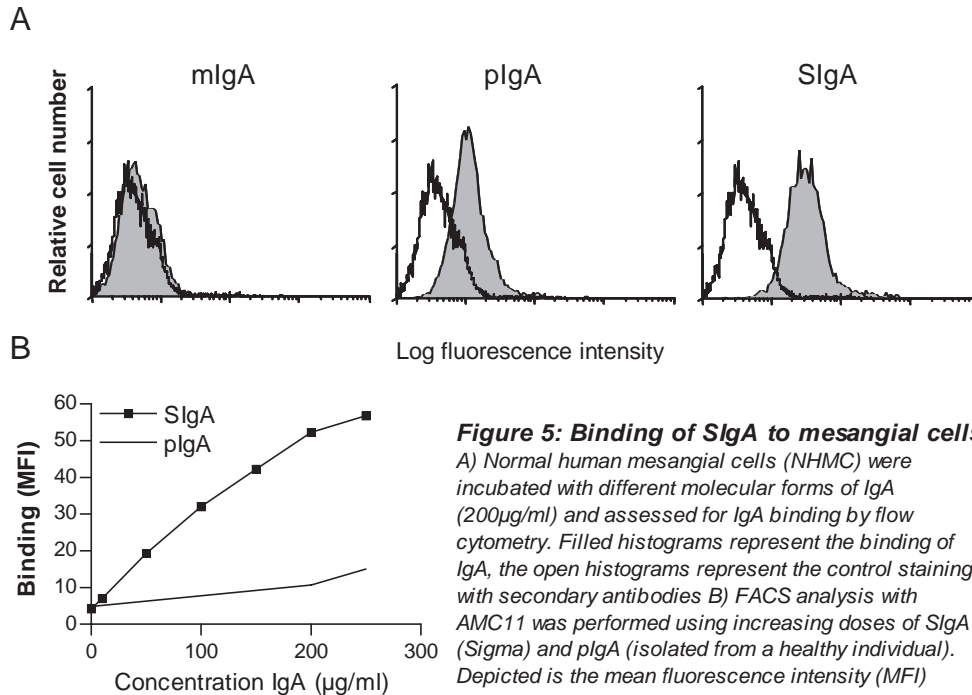 A
mIgA
pIgA
SIgA
Relative cell number
Log fluorescence intensity
B
60
50
40
30
20
10
0
Binding (MFI)
SIgA
pIgA
0
100
200
300
Concentration IgA (µg/ml)
Figure 5: Binding of SIgA to mesangial cells
A) Normal human mesangial cells (NHMC) were
incubated with different molecular forms of IgA
(200µg/ml) and assessed for IgA binding by flow
cytometry. Filled histograms represent the binding of
IgA, the open histograms represent the control staining
with secondary antibodies B) FACS analysis with
AMC11 was performed using increasing doses of SIgA
(Sigma) and pIgA (isolated from a healthy individual).
Depicted is the mean fluorescence intensity (MFI)